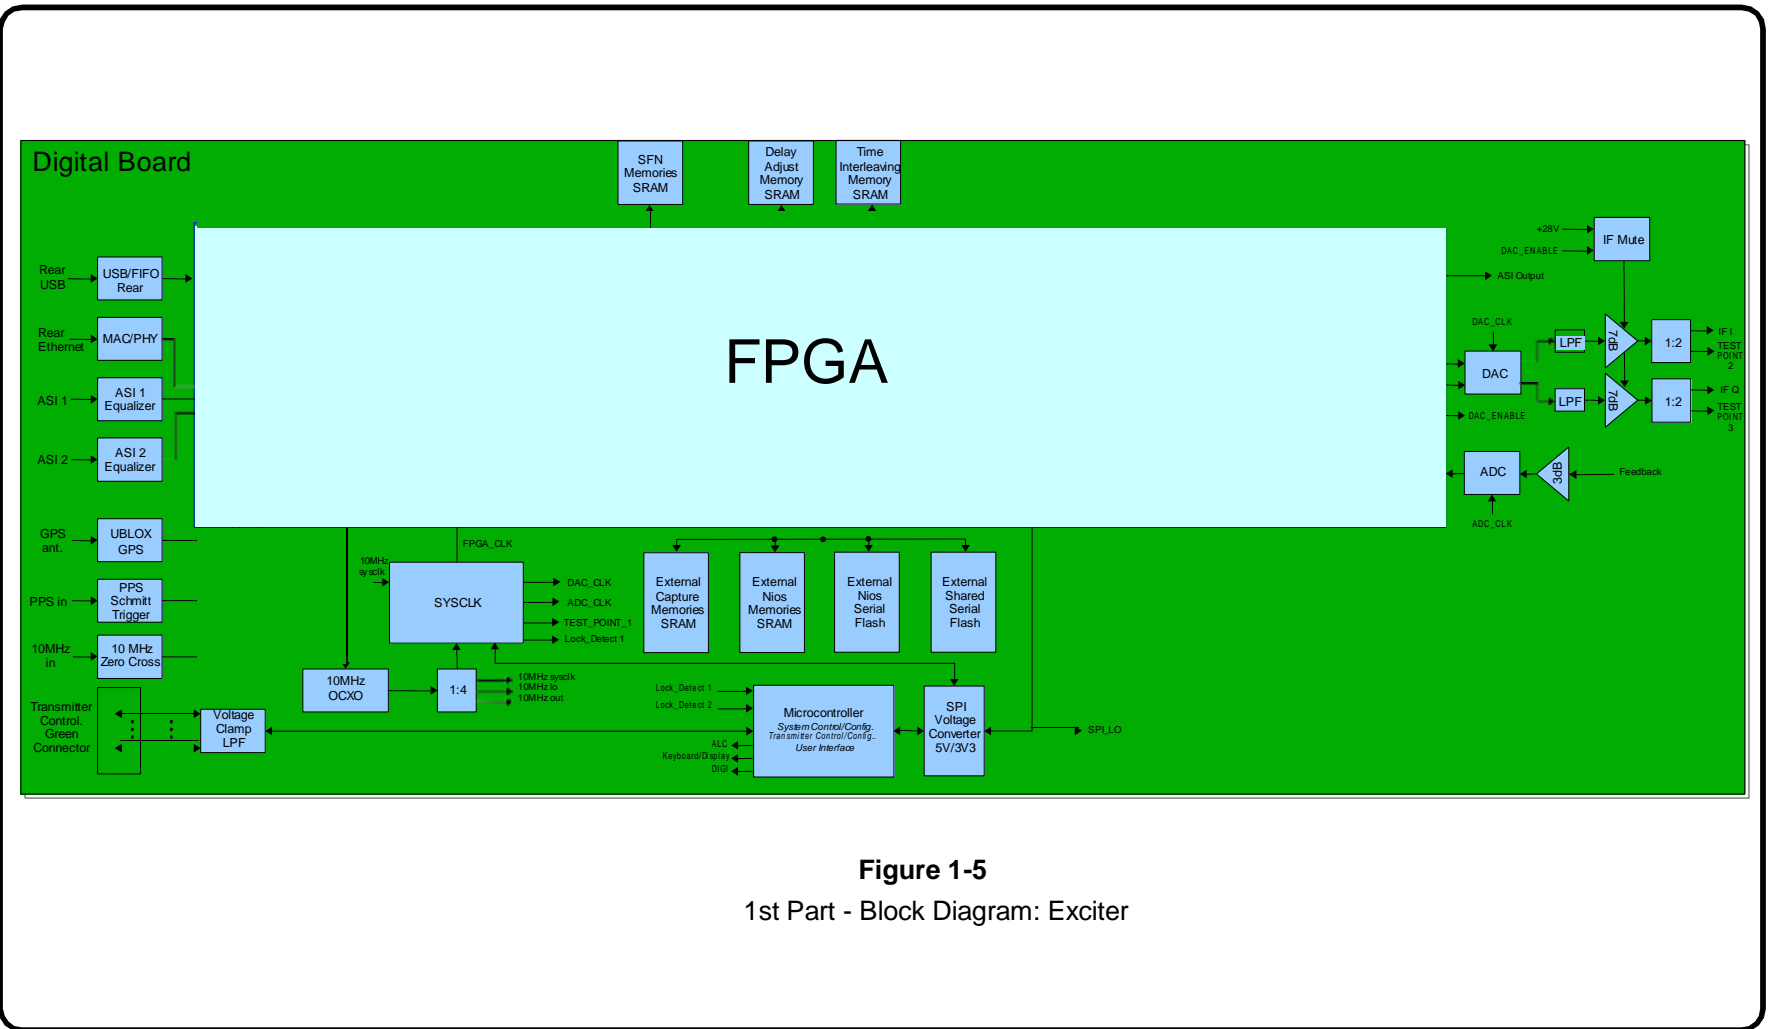 Digital Board
SFN
Memories
SRAM
Delay
Adjust
Memory
SRAM
Time
Interleaving
Memory
SRAM
+28V
DAC_ENABLE
IF Mute
Rear
USB
USB/FIFO
Rear
ASI Output
Rear
Ethernet
MAC/PHY
FPGA
DAC_CLK
DAC
LPF
7dB
1:2
IF I
TEST
POINT
2
ASI 1
ASI 1
Equalizer
LPF
7dB
1:2
IF Q
TEST
POINT
3
DAC_ENABLE
ASI 2
ASI 2
Equalizer
ADC
3dB
Feedback
ADC_CLK
GPS
ant.
UBLOX
GPS
FPGA_CLK
10MHz
sysclk
SYSCLK
DAC_CLK
ADC_CLK
TEST_POINT_1
Lock_Detect 1
External
Capture
Memories
SRAM
External
Nios
Memories
SRAM
External
Nios
Serial
Flash
External
Shared
Serial
Flash
PPS in
PPS
Schmitt
Trigger
10MHz
in
10 MHz
Zero Cross
10MHz
OCXO
1:4
10MHz sysclk
10MHz lo
10MHz out
Transmitter
Control.
Green
Connector
Voltage
Clamp
LPF
Lock_Detect 1
Lock_Detect 2
ALC
Keyboard/Display
DIGI
Microcontroller
System Control/Config.
Transmitter Control/Config..
User Interface
SPI
Voltage
Converter
5V/3V3
SPI_LO
Figure 1-5
1st Part - Block Diagram: Exciter